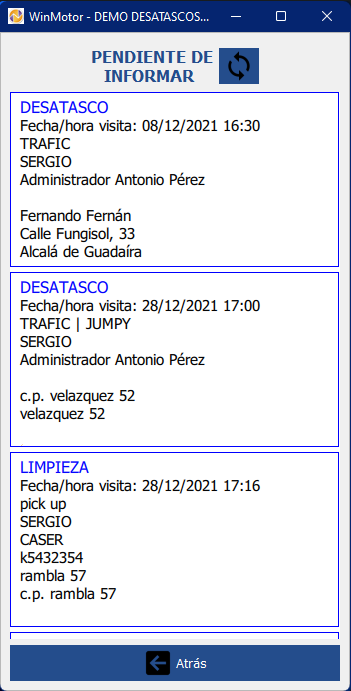 WinMotor - DEMO DESATASCOS...
PENDIENTE DE
INFORMAR
DESATASCO
Fecha/hora visita: 08/12/2021 16:30
TRAFIC
SERGIO
Administrador Antonio Pérez
Fernando Fernán
Calle Fungisol, 33
Alcalá de Guadaíra
DESATASCO
Fecha/hora visita: 28/12/2021 17:00
TRAFIC | JUMPY
SERGIO
Administrador Antonio Pérez
c.p. velazquez 52
velazquez 52
LIMPIEZA
Fecha/hora visita: 28/12/2021 17:16
pick up
SERGIO
CASER
k5432354
rambla 57
c.p. rambla 57
Atrás